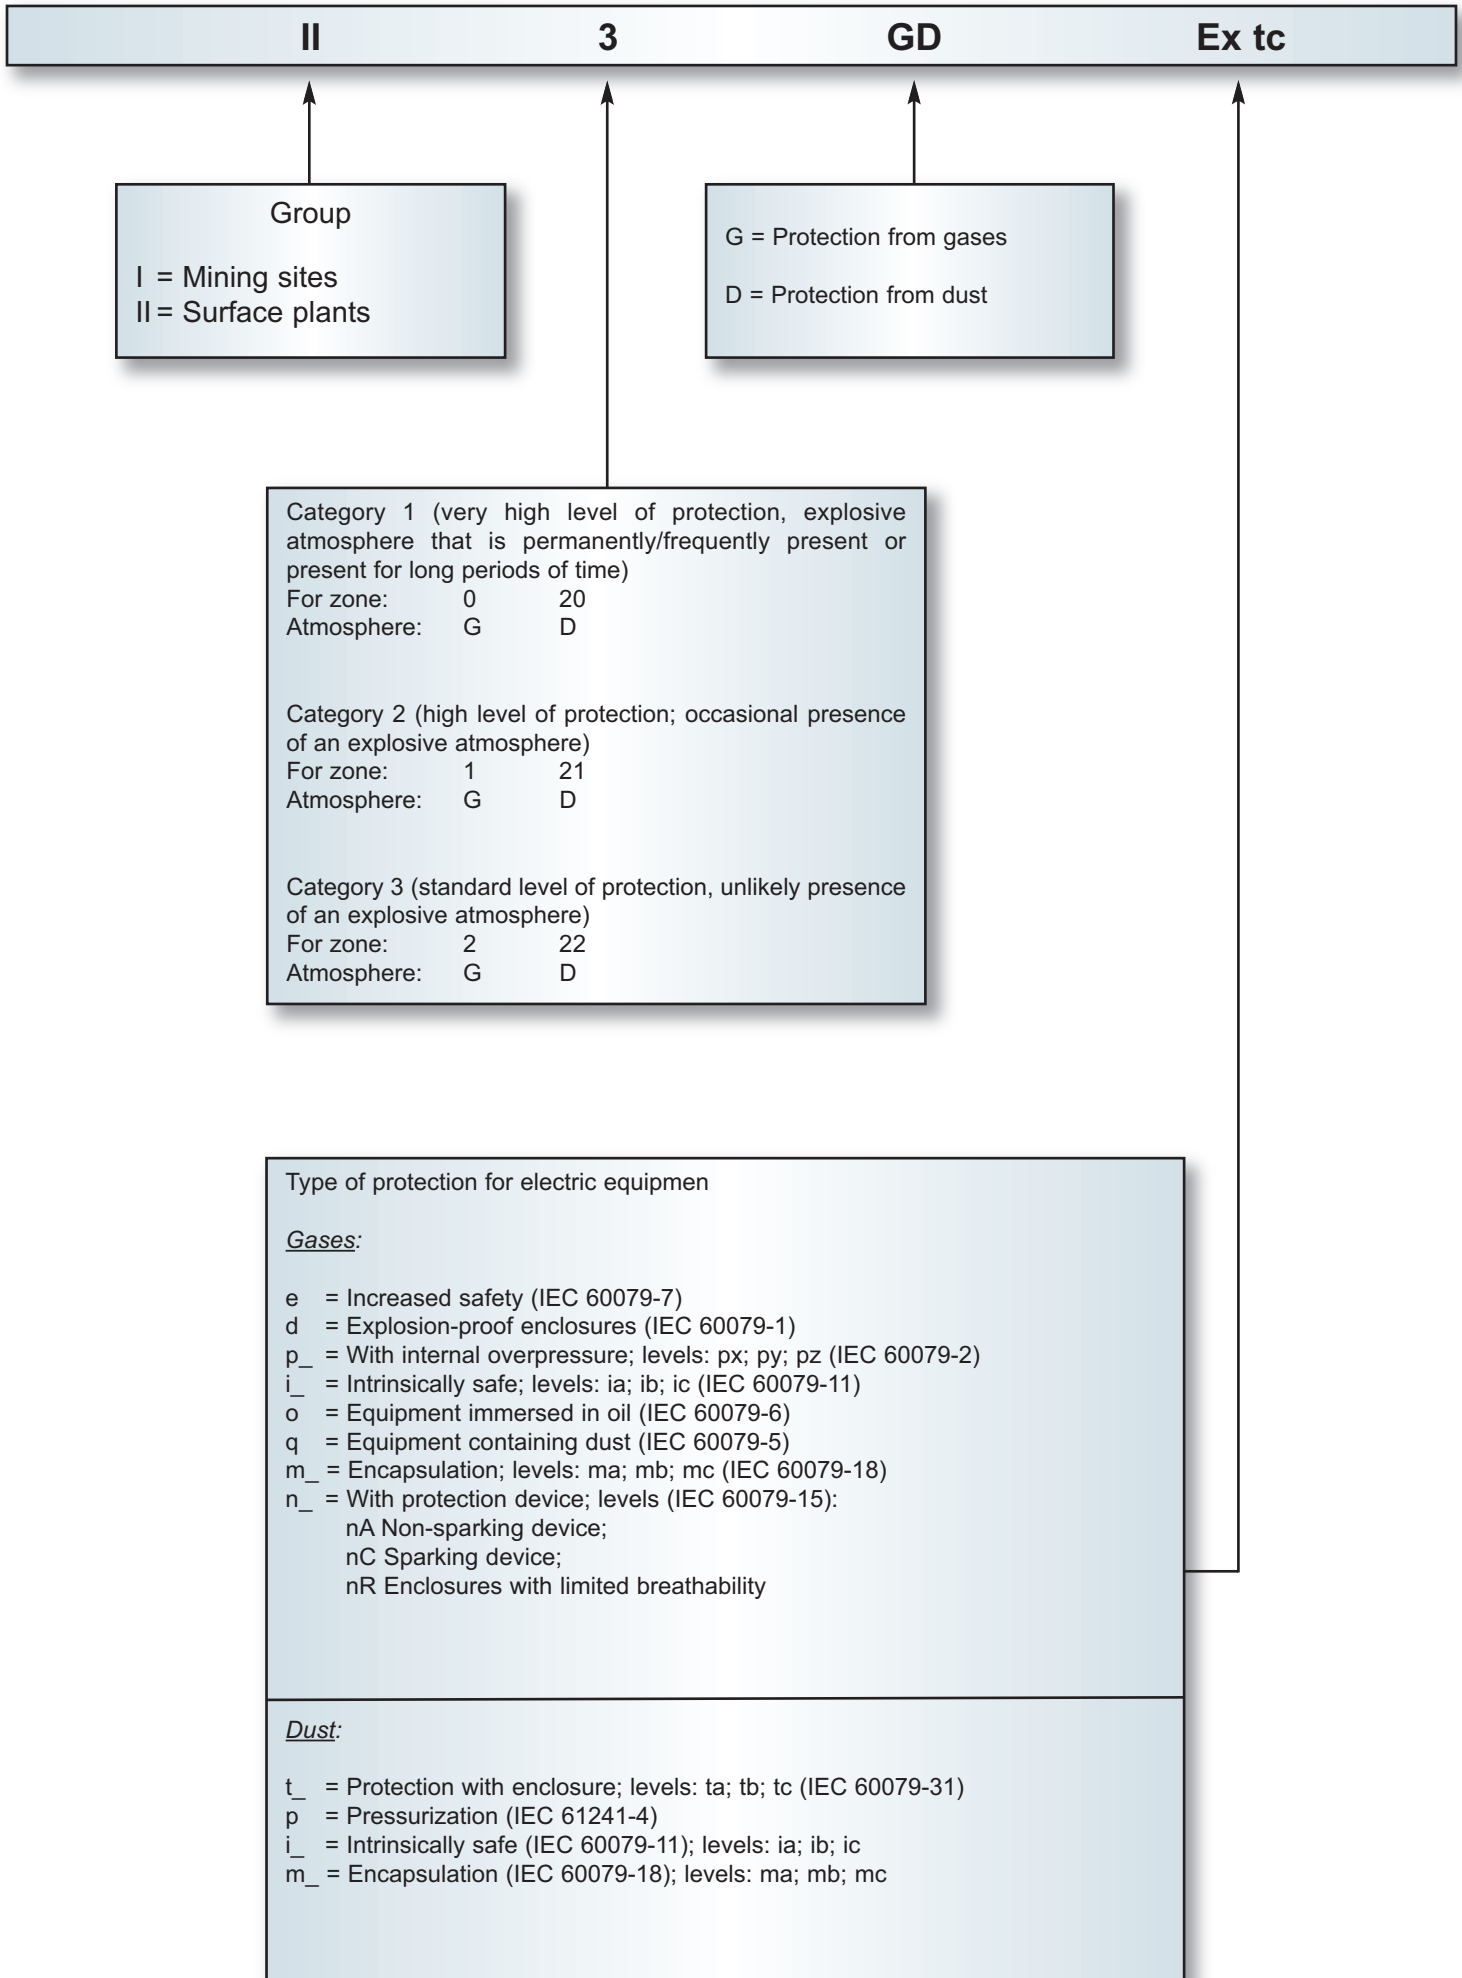 II 3 GD Ex tc
Group
I = Mining sites
II = Surface plants
G = Protection from gases
D = Protection from dust
Category 1 (very high level of protection, explosive
atmosphere that is permanently/frequently present or
present for long periods of time)
For zone: 0 20
Atmosphere: G D
Category 2 (high level of protection; occasional presence
of an explosive atmosphere)
For zone: 1 21
Atmosphere: G D
Category 3 (standard level of protection, unlikely presence
of an explosive atmosphere)
For zone: 2 22
Atmosphere: G D
Type of protection for electric equipmen
Gases:
e = Increased safety (IEC 60079-7)
d = Explosion-proof enclosures (IEC 60079-1)
p_ = With internal overpressure; levels: px; py; pz (IEC 60079-2)
i_ = Intrinsically safe; levels: ia; ib; ic (IEC 60079-11)
o = Equipment immersed in oil (IEC 60079-6)
q = Equipment containing dust (IEC 60079-5)
m_ = Encapsulation; levels: ma; mb; mc (IEC 60079-18)
n_ = With protection device; levels (IEC 60079-15):
nA Non-sparking device;
nC Sparking device;
nR Enclosures with limited breathability
Dust:
t_ = Protection with enclosure; levels: ta; tb; tc (IEC 60079-31)
p = Pressurization (IEC 61241-4)
i_ = Intrinsically safe (IEC 60079-11); levels: ia; ib; ic
m_ = Encapsulation (IEC 60079-18); levels: ma; mb; mc